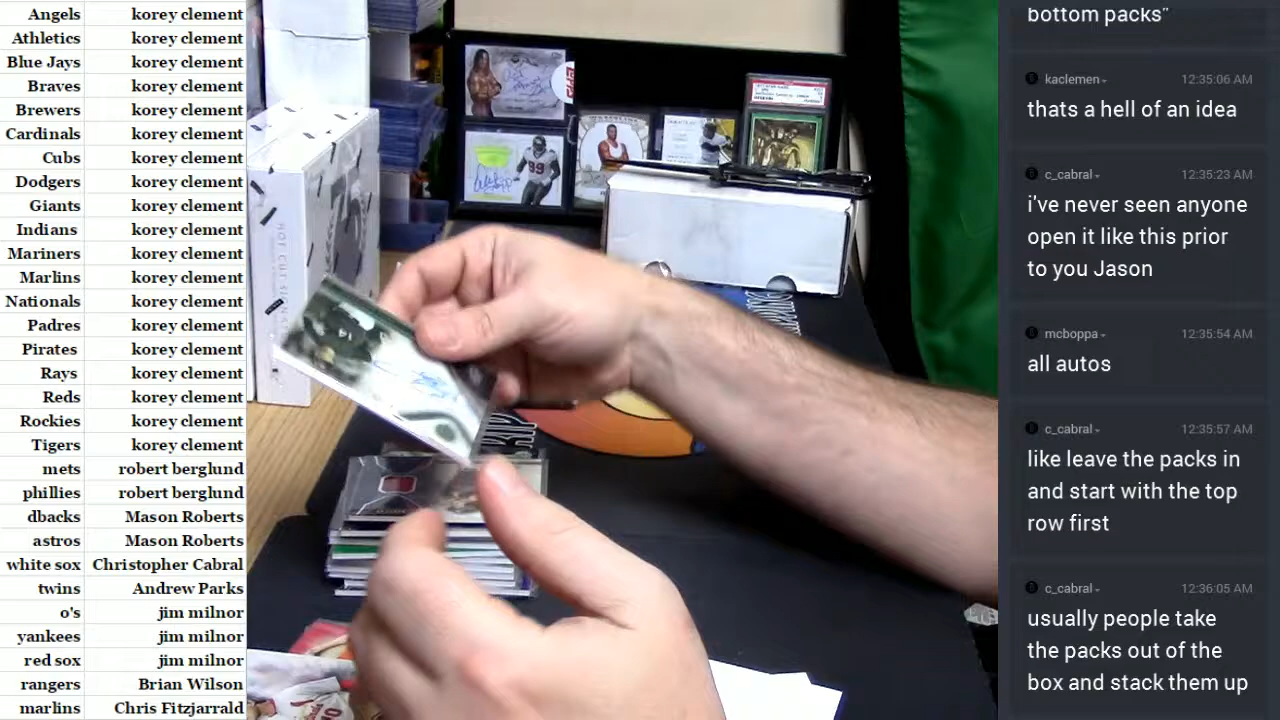 Angels korey clement
Athletics korey clement
Blue Jays korey clement
Braves korey clement
Brewers korey clement
Cardinals korey clement
Cubs korey clement
Dodgers korey clement
Giants korey clement
Indians korey clement
Mariners korey clement
Marlins korey clement
Nationals korey clement
Padres korey clement
Pirates korey clement
Rays korey clement
Reds korey clement
Rockies korey clement
Tigers korey clement
mets robert berglund
phillies robert berglund
dbacks Mason Roberts
astros Mason Roberts
white sox Christopher Cabral
twins Andrew Parks
o's jim milnor
yankees jim milnor
red sox jim milnor
rangers Brian Wilson
marlins Chris Fitzjarrald
RIP
bottom packs"
kaclemen 12:35:06 AM
thats a hell of an idea
c_cabral 12:35:23 AM
i've never seen anyone
open it like this prior
to you Jason
mcboppa 12:35:54 AM
all autos
c_cabral 12:35:57 AM
like leave the packs in
and start with the top
row first
c_cabral 12:36:05 AM
usually people take
the packs out of the
box and stack them up